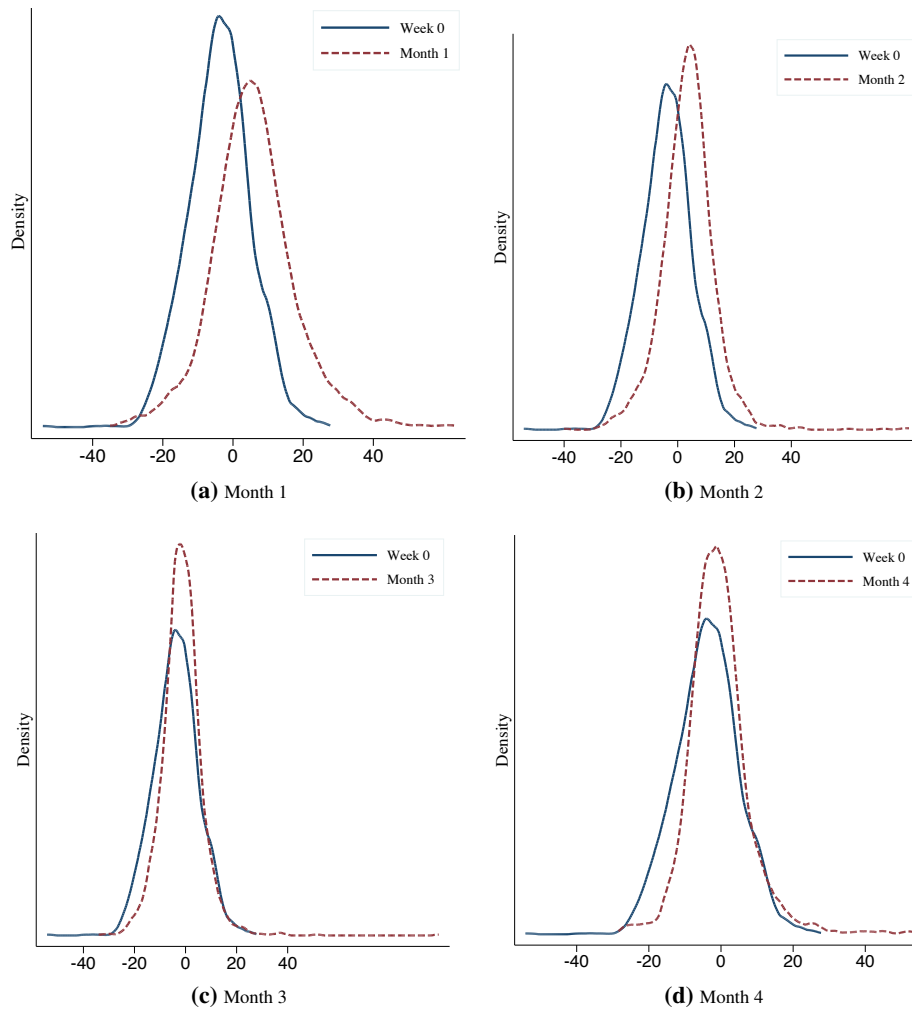 Week 0
Month 1
Density
-40 -20 0 20 40
(a) Month 1
Week 0
Month 2
Density
-40 -20 0 20 40
(b) Month 2
Week 0
Month 3
Density
-40 -20 0 20 40
(c) Month 3
Week 0
Month 4
Density
-40 -20 0 20 40
(d) Month 4